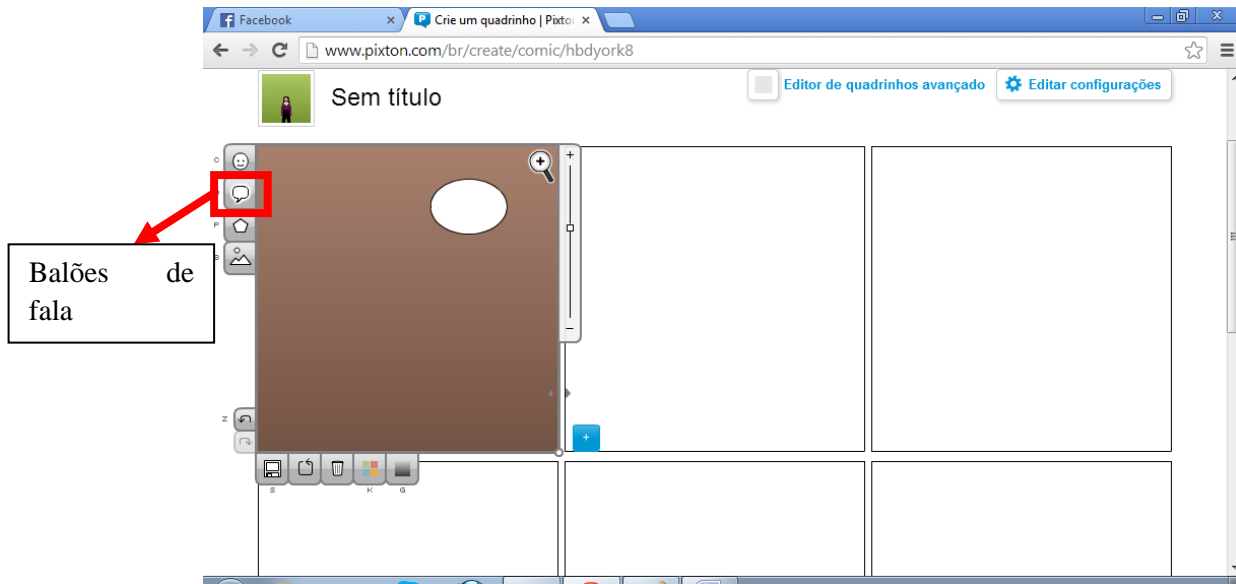 Facebook
Crie um quadrinho | Pixto
www.pixton.com/br/create/comic/hbdyork8
Sem título
Editor de quadrinhos avançado
Editar configurações
C
P
Balões de
fala
Z
S K G